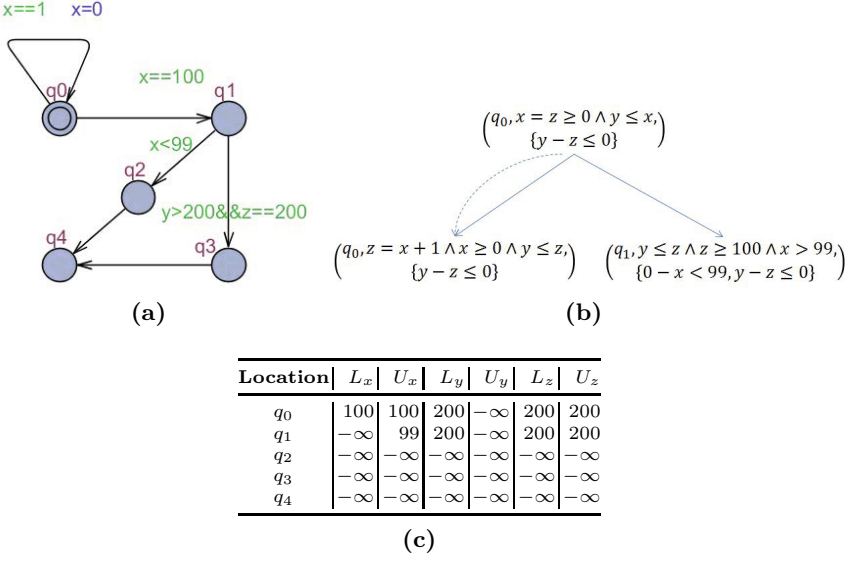 x==1 x=0
q0
x==100
q1
x<99
q2
y>200&&z==200
q4
q3
(a)
(q₀, x = z ≥ 0 ∧ y ≤ x,
{y − z ≤ 0})
(q₀, z = x + 1 ∧ x ≥ 0 ∧ y ≤ z,
{y − z ≤ 0})
(q₁, y ≤ z ∧ z ≥ 100 ∧ x > 99,
{0 − x < 99, y − z ≤ 0})
(b)
Location Lₓ Uₓ L_y U_y L_z U_z
q₀ 100 100 200 −∞ 200 200
q₁ −∞ 99 200 −∞ 200 200
q₂ −∞ −∞ −∞ −∞ −∞ −∞
q₃ −∞ −∞ −∞ −∞ −∞ −∞
q₄ −∞ −∞ −∞ −∞ −∞ −∞
(c)